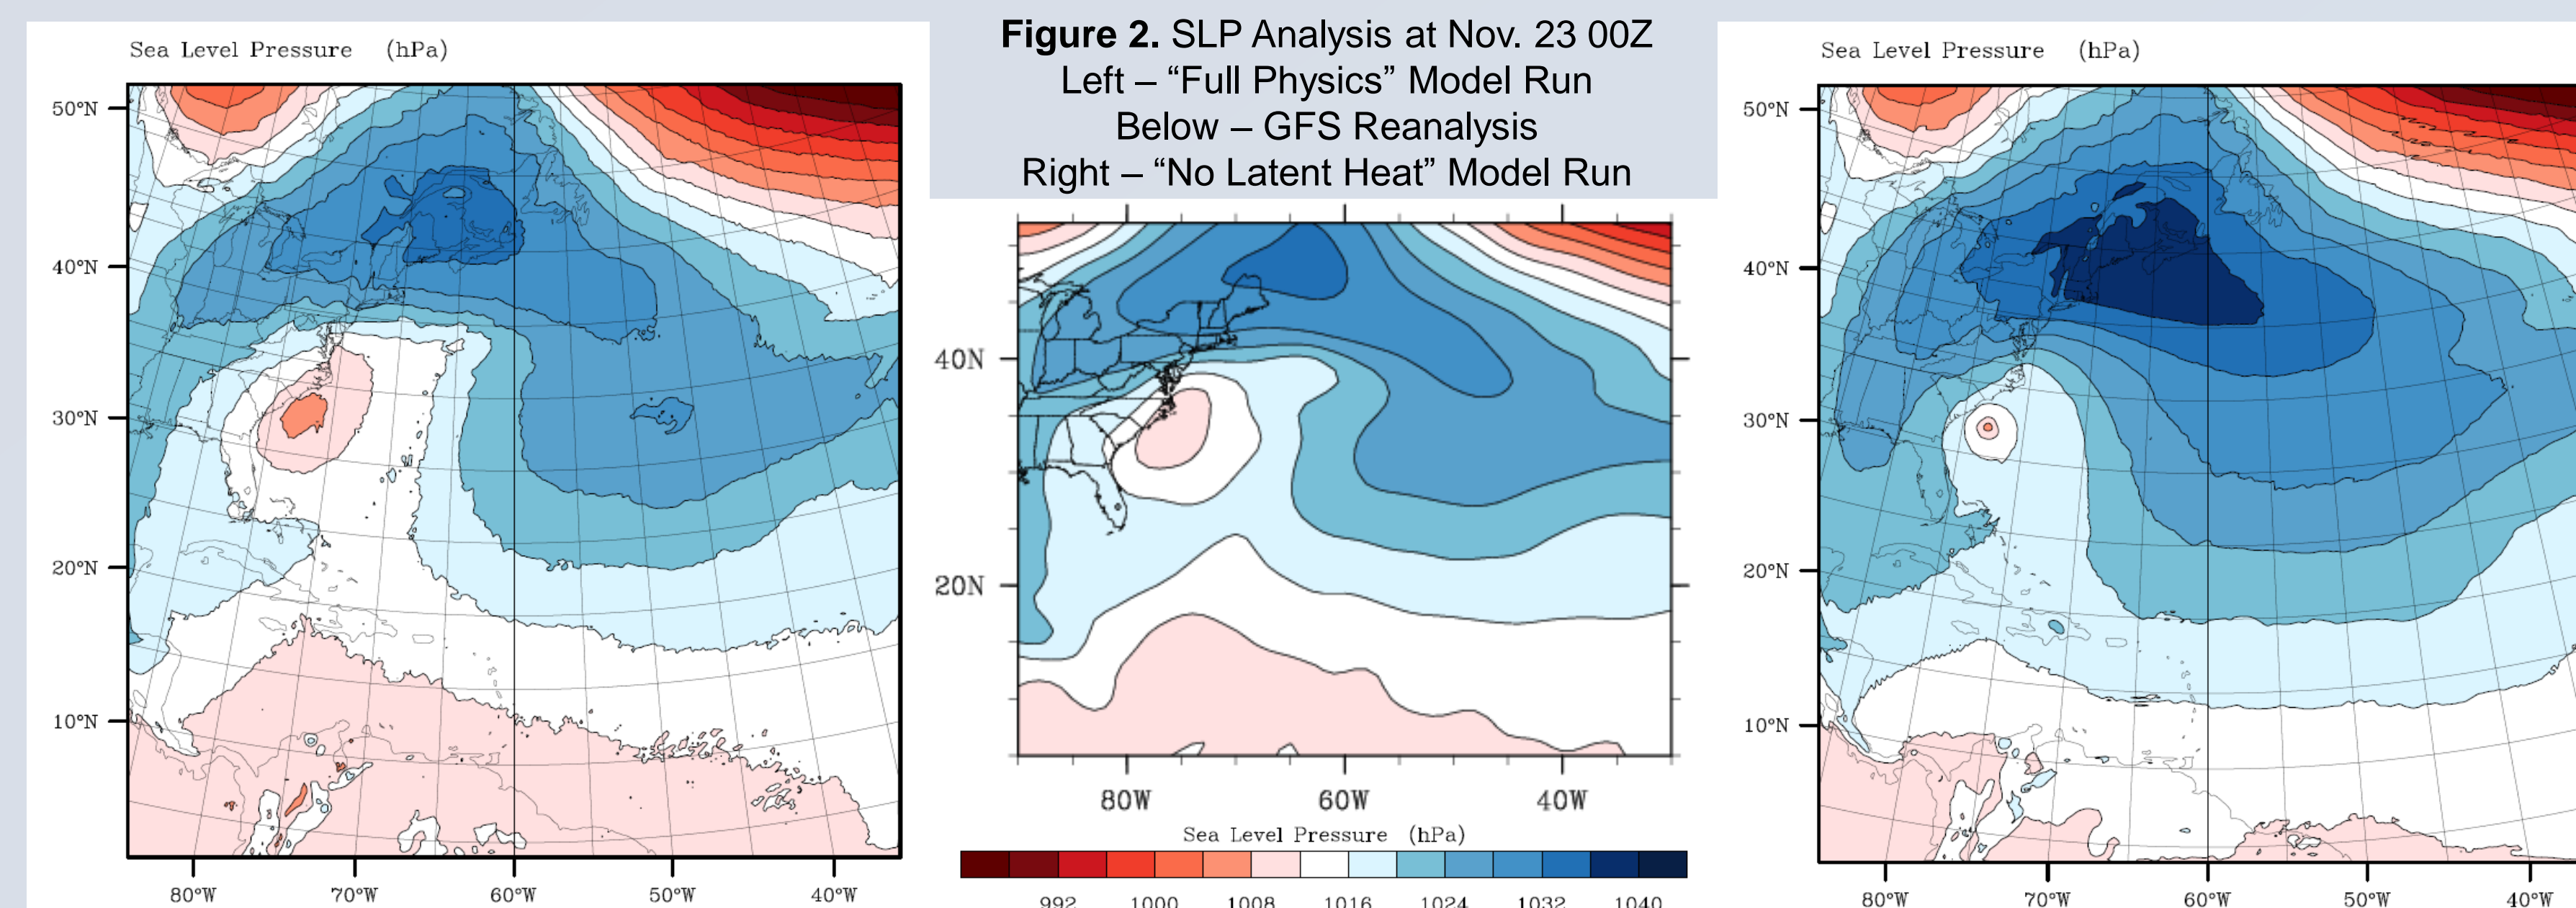 Figure 2. SLP Analysis at Nov. 23 00Z
Left – “Full Physics” Model Run
Below – GFS Reanalysis
Right – “No Latent Heat” Model Run
Sea Level Pressure (hPa)
50°N
40°N
30°N
20°N
10°N
80°W 70°W 60°W 50°W 40°W
40N
20N
80W 60W 40W
Sea Level Pressure (hPa)
992 1000 1008 1016 1024 1032 1040
Sea Level Pressure (hPa)
50°N
40°N
30°N
20°N
10°N
80°W 70°W 60°W 50°W 40°W